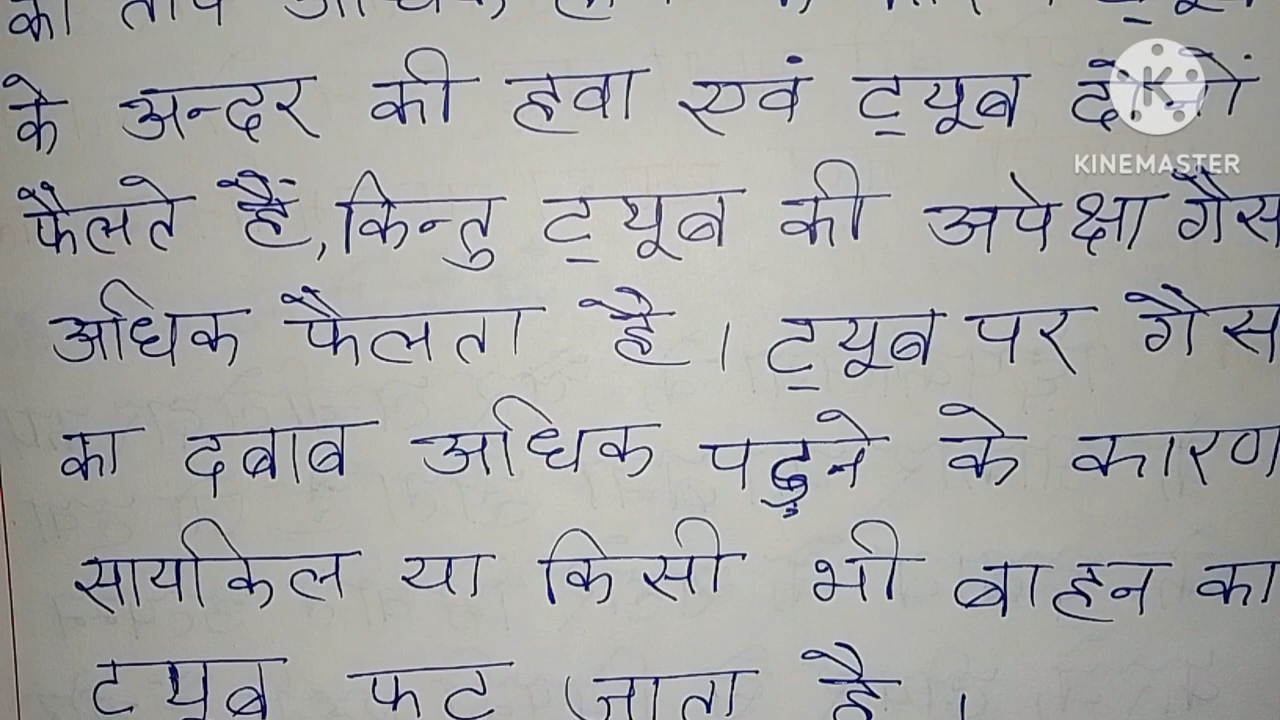 के अन्दर की हवा एवं ट्यूब दोनों
KINEMASTER
फैलते हैं, किन्तु ट्यूब की अपेक्षा गैस
अधिक फैलता है। ट्यूब पर गैस
का दबाब अधिक पड़ने के कारण
सायकिल या किसी भी बाहन का
ट्यूब फट जाता है।